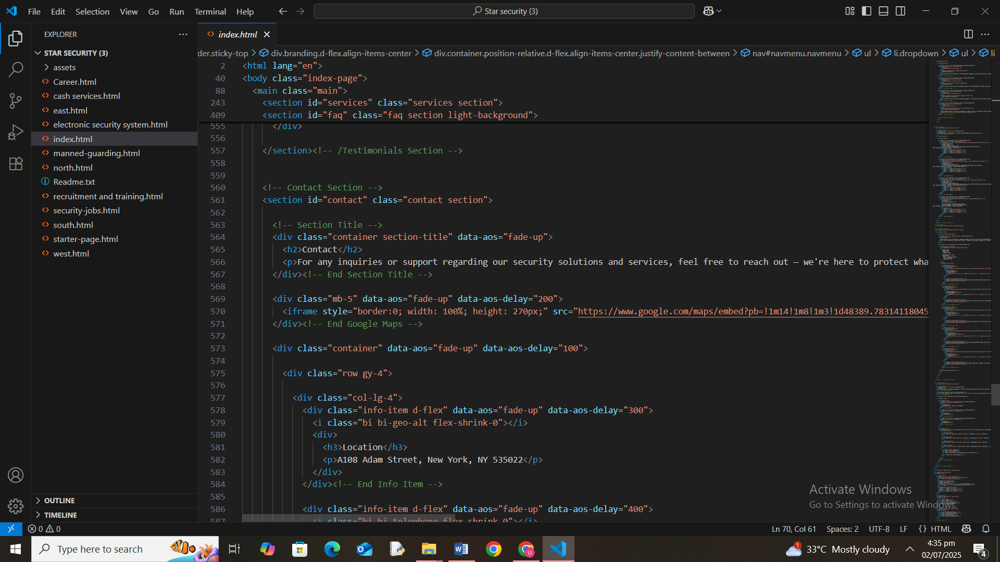 File Edit Selection View Go Run Terminal Help
Star security (3)
EXPLORER
index.html
STAR SECURITY (3)
assets
Career.html
cash services.html
east.html
electronic security system.html
index.html
manned-guarding.html
north.html
Readme.txt
recruitment and training.html
security-jobs.html
south.html
starter-page.html
west.html
OUTLINE
TIMELINE
der.sticky-top > div.branding.d-flex.align-items-center > div.container.position-relative.d-flex.align-items-center.justify-content-between > nav#navmenu.navmenu > ul > li.dropdown > ul > li
2 <html lang="en">
40 <body class="index-page">
88 <main class="main">
243 <section id="services" class="services section">
409 <section id="faq" class="faq section light-background">
555 </div>
556
557 </section><!-- /Testimonials Section -->
558
559
560 <!-- Contact Section -->
561 <section id="contact" class="contact section">
562
563 <!-- Section Title -->
564 <div class="container section-title" data-aos="fade-up">
565 <h2>Contact</h2>
566 <p>For any inquiries or support regarding our security solutions and services, feel free to reach out — we're here to protect wha
567 </div><!-- End Section Title -->
568
569 <div class="mb-5" data-aos="fade-up" data-aos-delay="200">
570 <iframe style="border:0; width: 100%; height: 270px;" src="https://www.google.com/maps/embed?pb=!1m14!1m8!1m3!1d48389.78314118045
571 </div><!-- End Google Maps -->
572
573 <div class="container" data-aos="fade-up" data-aos-delay="100">
574
575 <div class="row gy-4">
576
577 <div class="col-lg-4">
578 <div class="info-item d-flex" data-aos="fade-up" data-aos-delay="300">
579 <i class="bi bi-geo-alt flex-shrink-0"></i>
580 <div>
581 <h3>Location</h3>
582 <p>A108 Adam Street, New York, NY 535022</p>
583 </div>
584 </div><!-- End Info Item -->
585
586 <div class="info-item d-flex" data-aos="fade-up" data-aos-delay="400">
587 <i class="bi bi-telephone flex-shrink-0"></i>
Activate Windows
Go to Settings to activate Windows.
0 0
Ln 70, Col 61 Spaces: 2 UTF-8 LF {} HTML
Type here to search
1
33°C Mostly cloudy
4:35 pm
02/07/2025
4